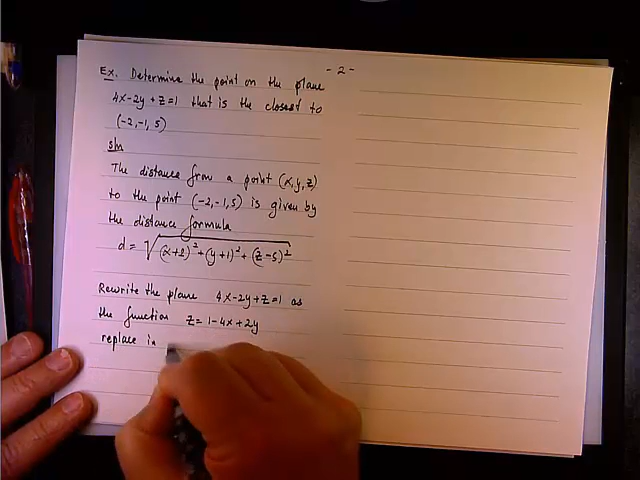 - 2 -
Ex. Determine the point on the plane
4x-2y+z=1 that is the closest to
(-2,-1,5)
sln
The distance from a point (x,y,z)
to the point (-2,-1,5) is given by
the distance formula
d = √(x+2)²+(y+1)²+(z-5)²
Rewrite the plane 4x-2y+z=1 as
the function z=1-4x+2y
replace in